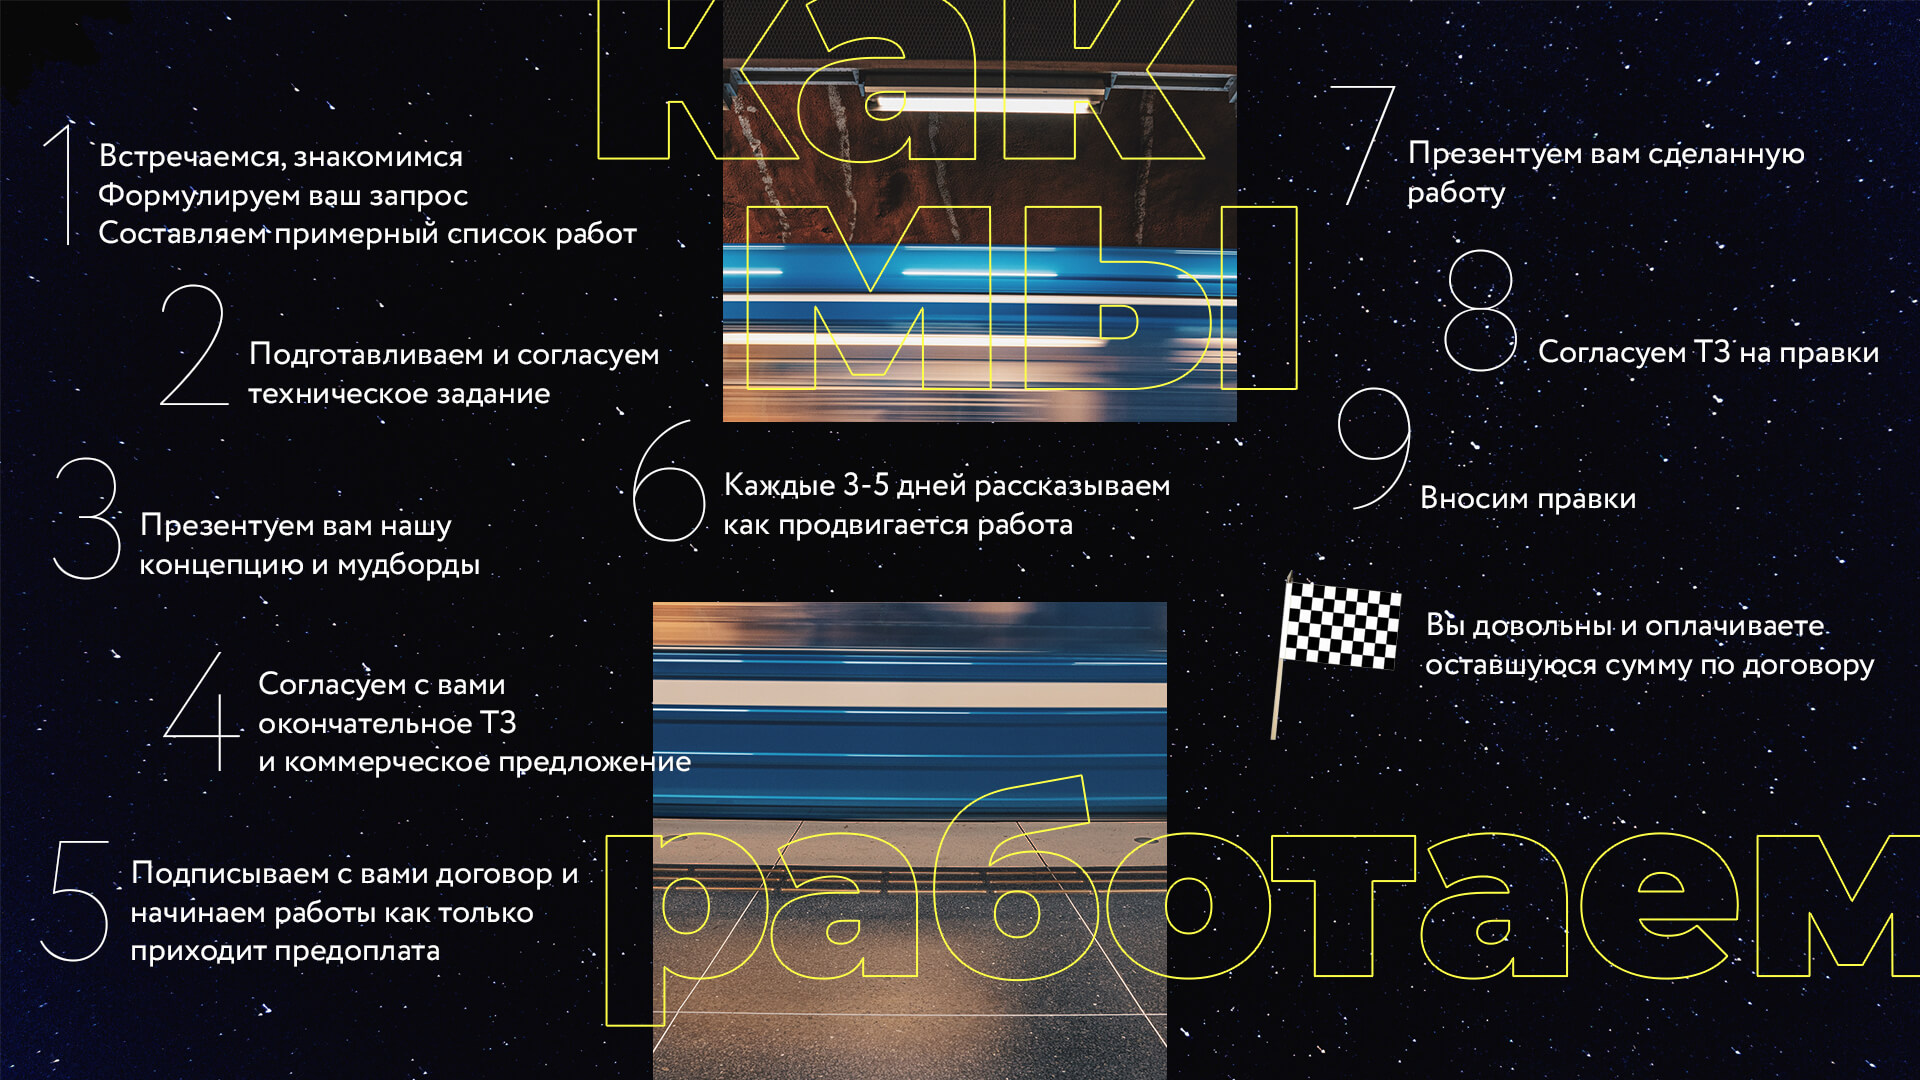 как
мы
работаем
1
Встречаемся, знакомимся
Формулируем ваш запрос
Составляем примерный список работ
2
Подготавливаем и согласуем
техническое задание
3
Презентуем вам нашу
концепцию и мудборды
4
Согласуем с вами
окончательное ТЗ
и коммерческое предложение
5
Подписываем с вами договор и
начинаем работы как только
приходит предоплата
6
Каждые 3-5 дней рассказываем
как продвигается работа
7
Презентуем вам сделанную
работу
8
Согласуем ТЗ на правки
9
Вносим правки
Вы довольны и оплачиваете
оставшуюся сумму по договору